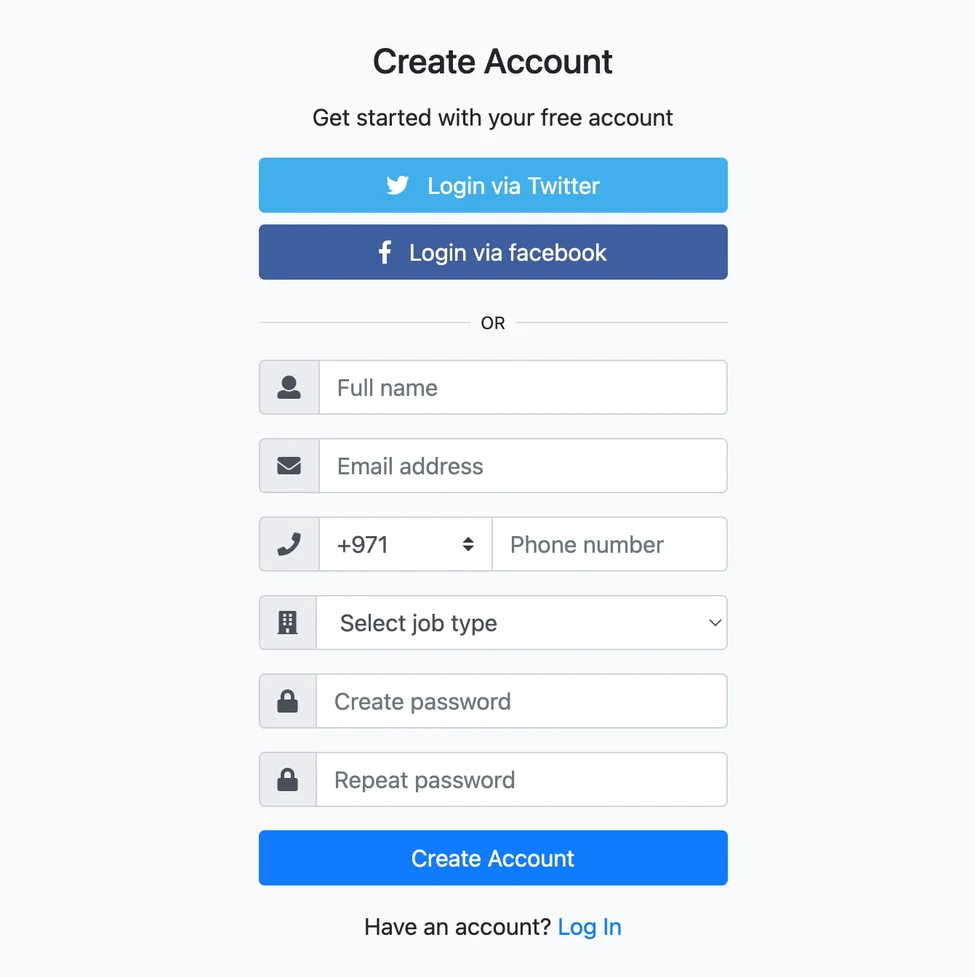 Create Account
Get started with your free account
Login via Twitter
Login via facebook
OR
Full name
Email address
+971 Phone number
Select job type
Create password
Repeat password
Create Account
Have an account? Log In